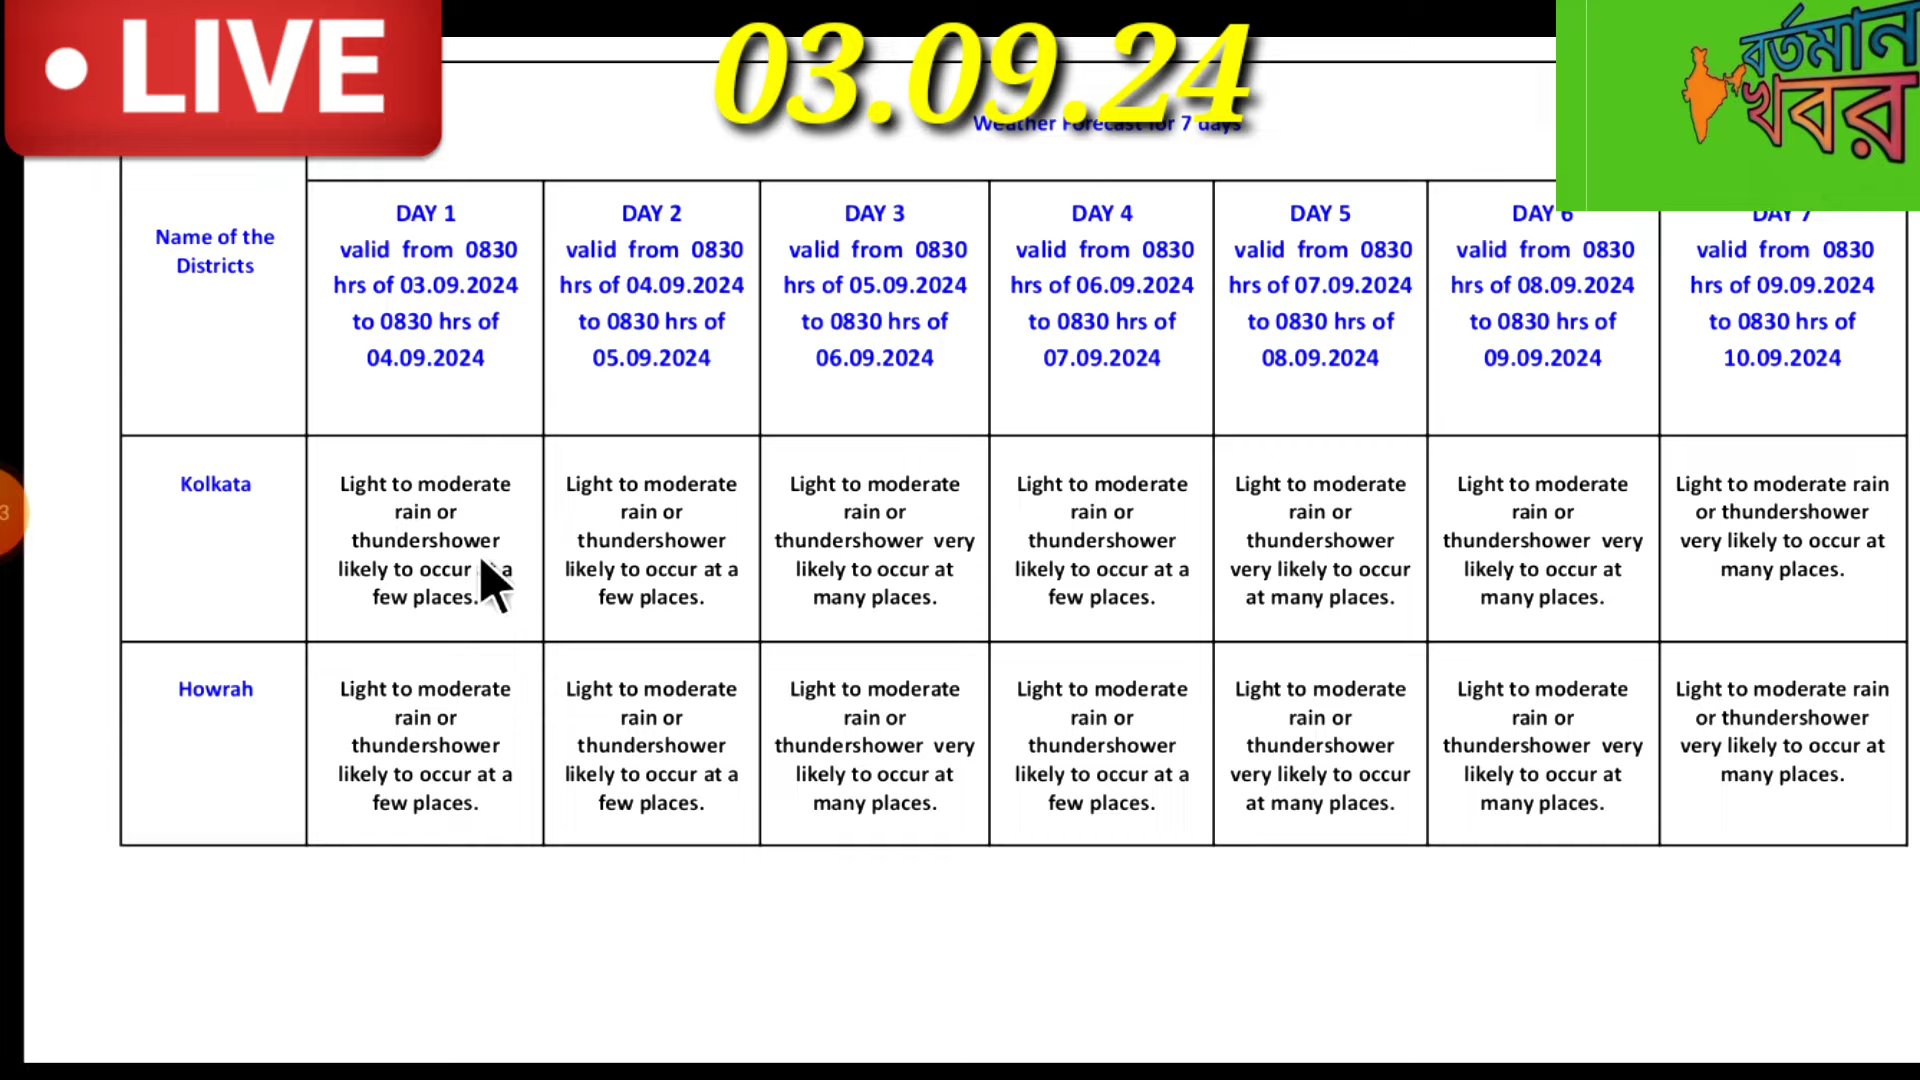 LIVE
03.09.24
বর্তমান
খবর
Weather Forecast for 7 days
Name of the
Districts
DAY 1
valid from 0830
hrs of 03.09.2024
to 0830 hrs of
04.09.2024
DAY 2
valid from 0830
hrs of 04.09.2024
to 0830 hrs of
05.09.2024
DAY 3
valid from 0830
hrs of 05.09.2024
to 0830 hrs of
06.09.2024
DAY 4
valid from 0830
hrs of 06.09.2024
to 0830 hrs of
07.09.2024
DAY 5
valid from 0830
hrs of 07.09.2024
to 0830 hrs of
08.09.2024
DAY 6
valid from 0830
hrs of 08.09.2024
to 0830 hrs of
09.09.2024
DAY 7
valid from 0830
hrs of 09.09.2024
to 0830 hrs of
10.09.2024
Kolkata
Light to moderate
rain or
thundershower
likely to occur at a
few places.
Light to moderate
rain or
thundershower
likely to occur at a
few places.
Light to moderate
rain or
thundershower very
likely to occur at
many places.
Light to moderate
rain or
thundershower
likely to occur at a
few places.
Light to moderate
rain or
thundershower
very likely to occur
at many places.
Light to moderate
rain or
thundershower very
likely to occur at
many places.
Light to moderate rain
or thundershower
very likely to occur at
many places.
3
Howrah
Light to moderate
rain or
thundershower
likely to occur at a
few places.
Light to moderate
rain or
thundershower
likely to occur at a
few places.
Light to moderate
rain or
thundershower very
likely to occur at
many places.
Light to moderate
rain or
thundershower
likely to occur at a
few places.
Light to moderate
rain or
thundershower
very likely to occur
at many places.
Light to moderate
rain or
thundershower very
likely to occur at
many places.
Light to moderate rain
or thundershower
very likely to occur at
many places.